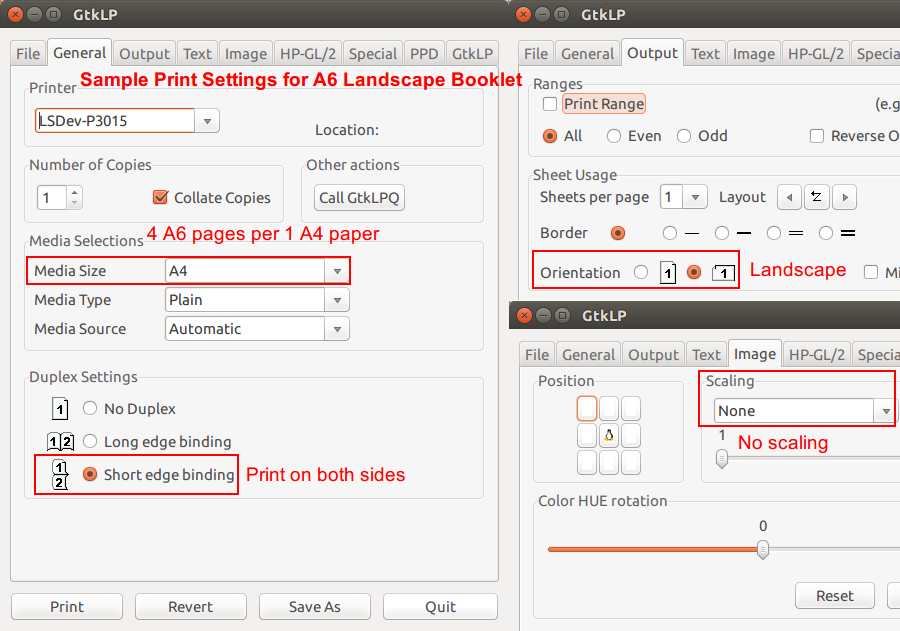 GtkLP
File General Output Text Image HP-GL/2 Special PPD GtkLP
Sample Print Settings for A6 Landscape Booklet
Printer
LSDev-P3015
Location:
Number of Copies
1
Collate Copies
Other actions
Call GtkLPQ
4 A6 pages per 1 A4 paper
Media Selections
Media Size A4
Media Type Plain
Media Source Automatic
Duplex Settings
1 No Duplex
1 2 Long edge binding
1 2 Short edge binding
Print on both sides
Print Revert Save As Quit
GtkLP
File General Output Text Image HP-GL/2 Specia
Ranges
Print Range (e.g
All Even Odd Reverse O
Sheet Usage
Sheets per page 1 Layout
Border
Orientation 1 1
Landscape
Mi
GtkLP
File General Output Text Image HP-GL/2 Specia
Position
Scaling
None
1
No scaling
Color HUE rotation
0
Reset